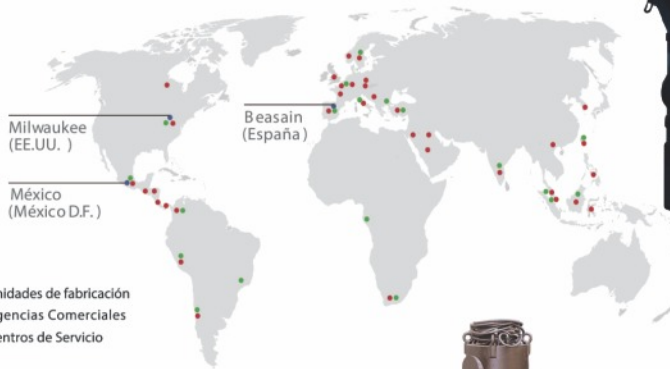 Milwaukee
(EE.UU. )
Beasain
(España)
México
(México D.F. )
nidades de fabricación
gencias Comerciales
entros de Servicio